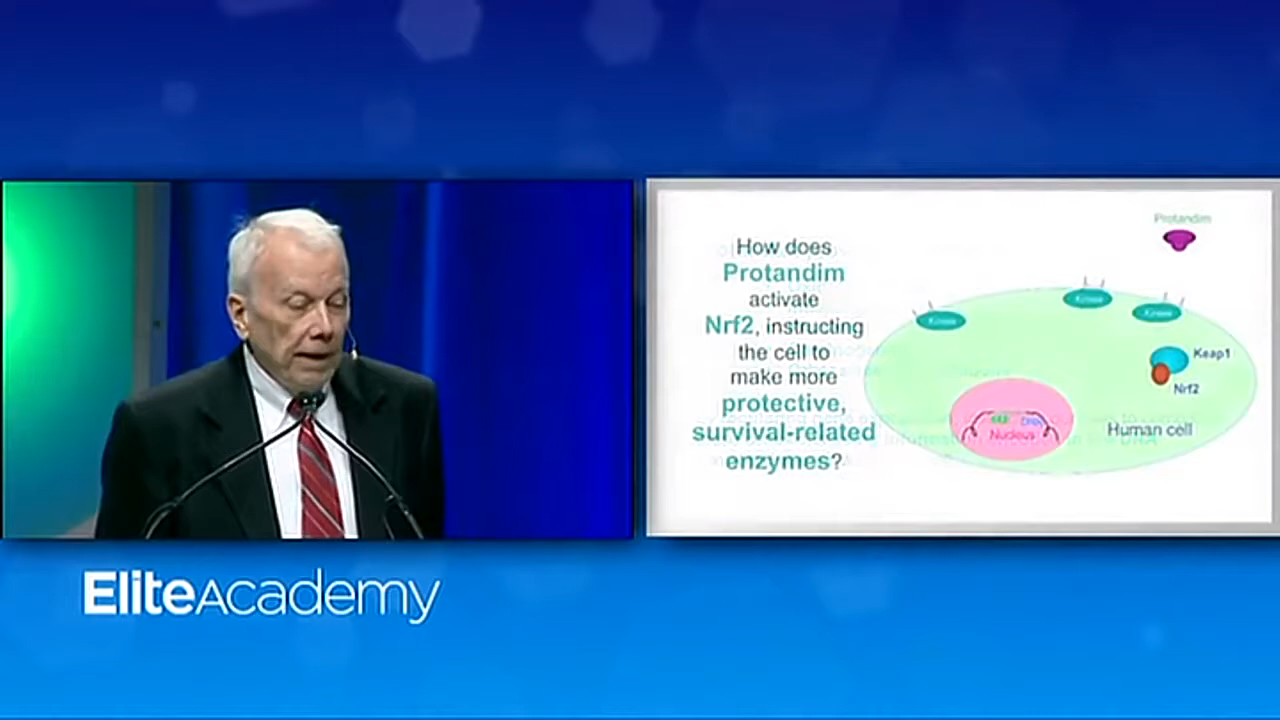 How does
Protandim
activate
Nrf2, instructing
the cell to
make more
protective,
survival-related
enzymes?
Protandim
Kinase
Kinase
Kinase
Keap1
Nrf2
Nucleus
Human cell
EliteAcademy